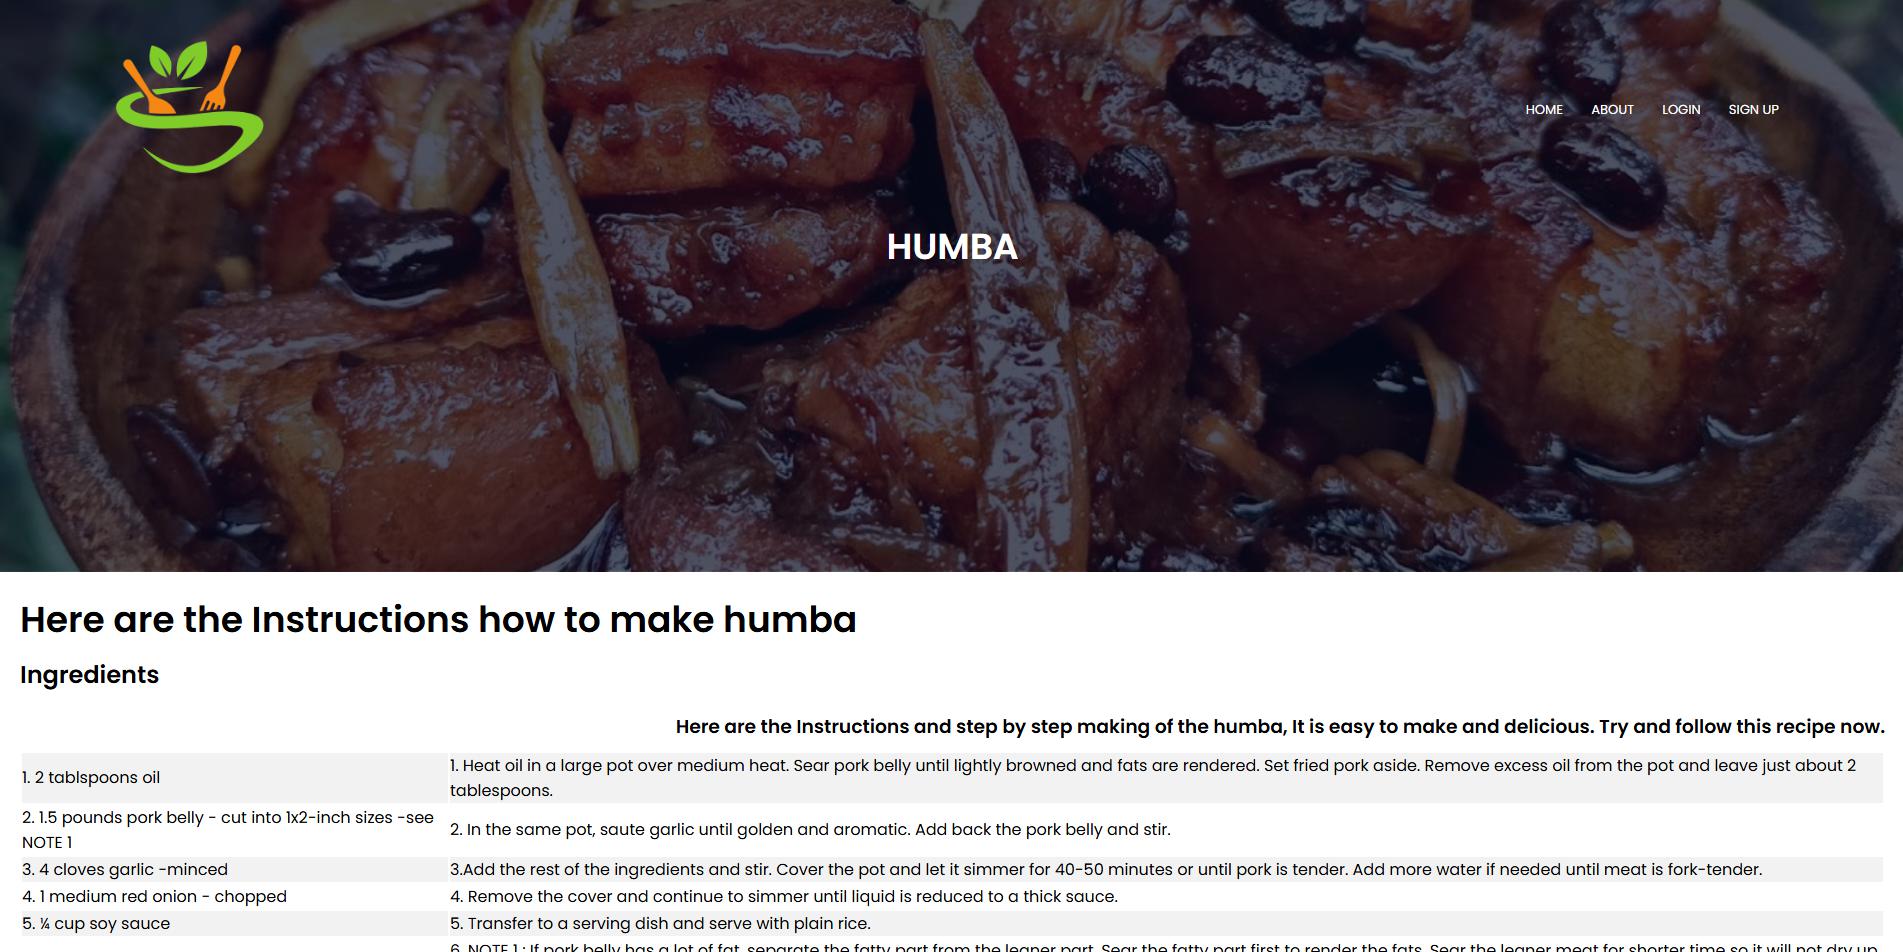 HOME ABOUT LOGIN SIGN UP
HUMBA
Here are the Instructions how to make humba
Ingredients
Here are the Instructions and step by step making of the humba, It is easy to make and delicious. Try and follow this recipe now.
1. 2 tablspoons oil
1. Heat oil in a large pot over medium heat. Sear pork belly until lightly browned and fats are rendered. Set fried pork aside. Remove excess oil from the pot and leave just about 2
tablespoons.
2. 1.5 pounds pork belly - cut into 1x2-inch sizes -see
NOTE 1
2. In the same pot, saute garlic until golden and aromatic. Add back the pork belly and stir.
3. 4 cloves garlic -minced
3.Add the rest of the ingredients and stir. Cover the pot and let it simmer for 40-50 minutes or until pork is tender. Add more water if needed until meat is fork-tender.
4. 1 medium red onion - chopped
4. Remove the cover and continue to simmer until liquid is reduced to a thick sauce.
5. ¼ cup soy sauce
5. Transfer to a serving dish and serve with plain rice.
6. NOTE 1 : If pork belly has a lot of fat, separate the fatty part from the leaner part. Sear the fatty part first to render the fats. Sear the leaner meat for shorter time so it will not dry up